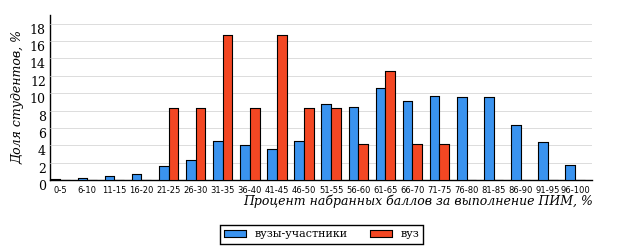 Доля студентов, %
18
16
14
12
10
8
6
4
2
0
0-5 6-10 11-15 16-20 21-25 26-30 31-35 36-40 41-45 46-50 51-55 56-60 61-65 66-70 71-75 76-80 81-85 86-90 91-95 96-100
Процент набранных баллов за выполнение ПИМ, %
вузы-участники вуз